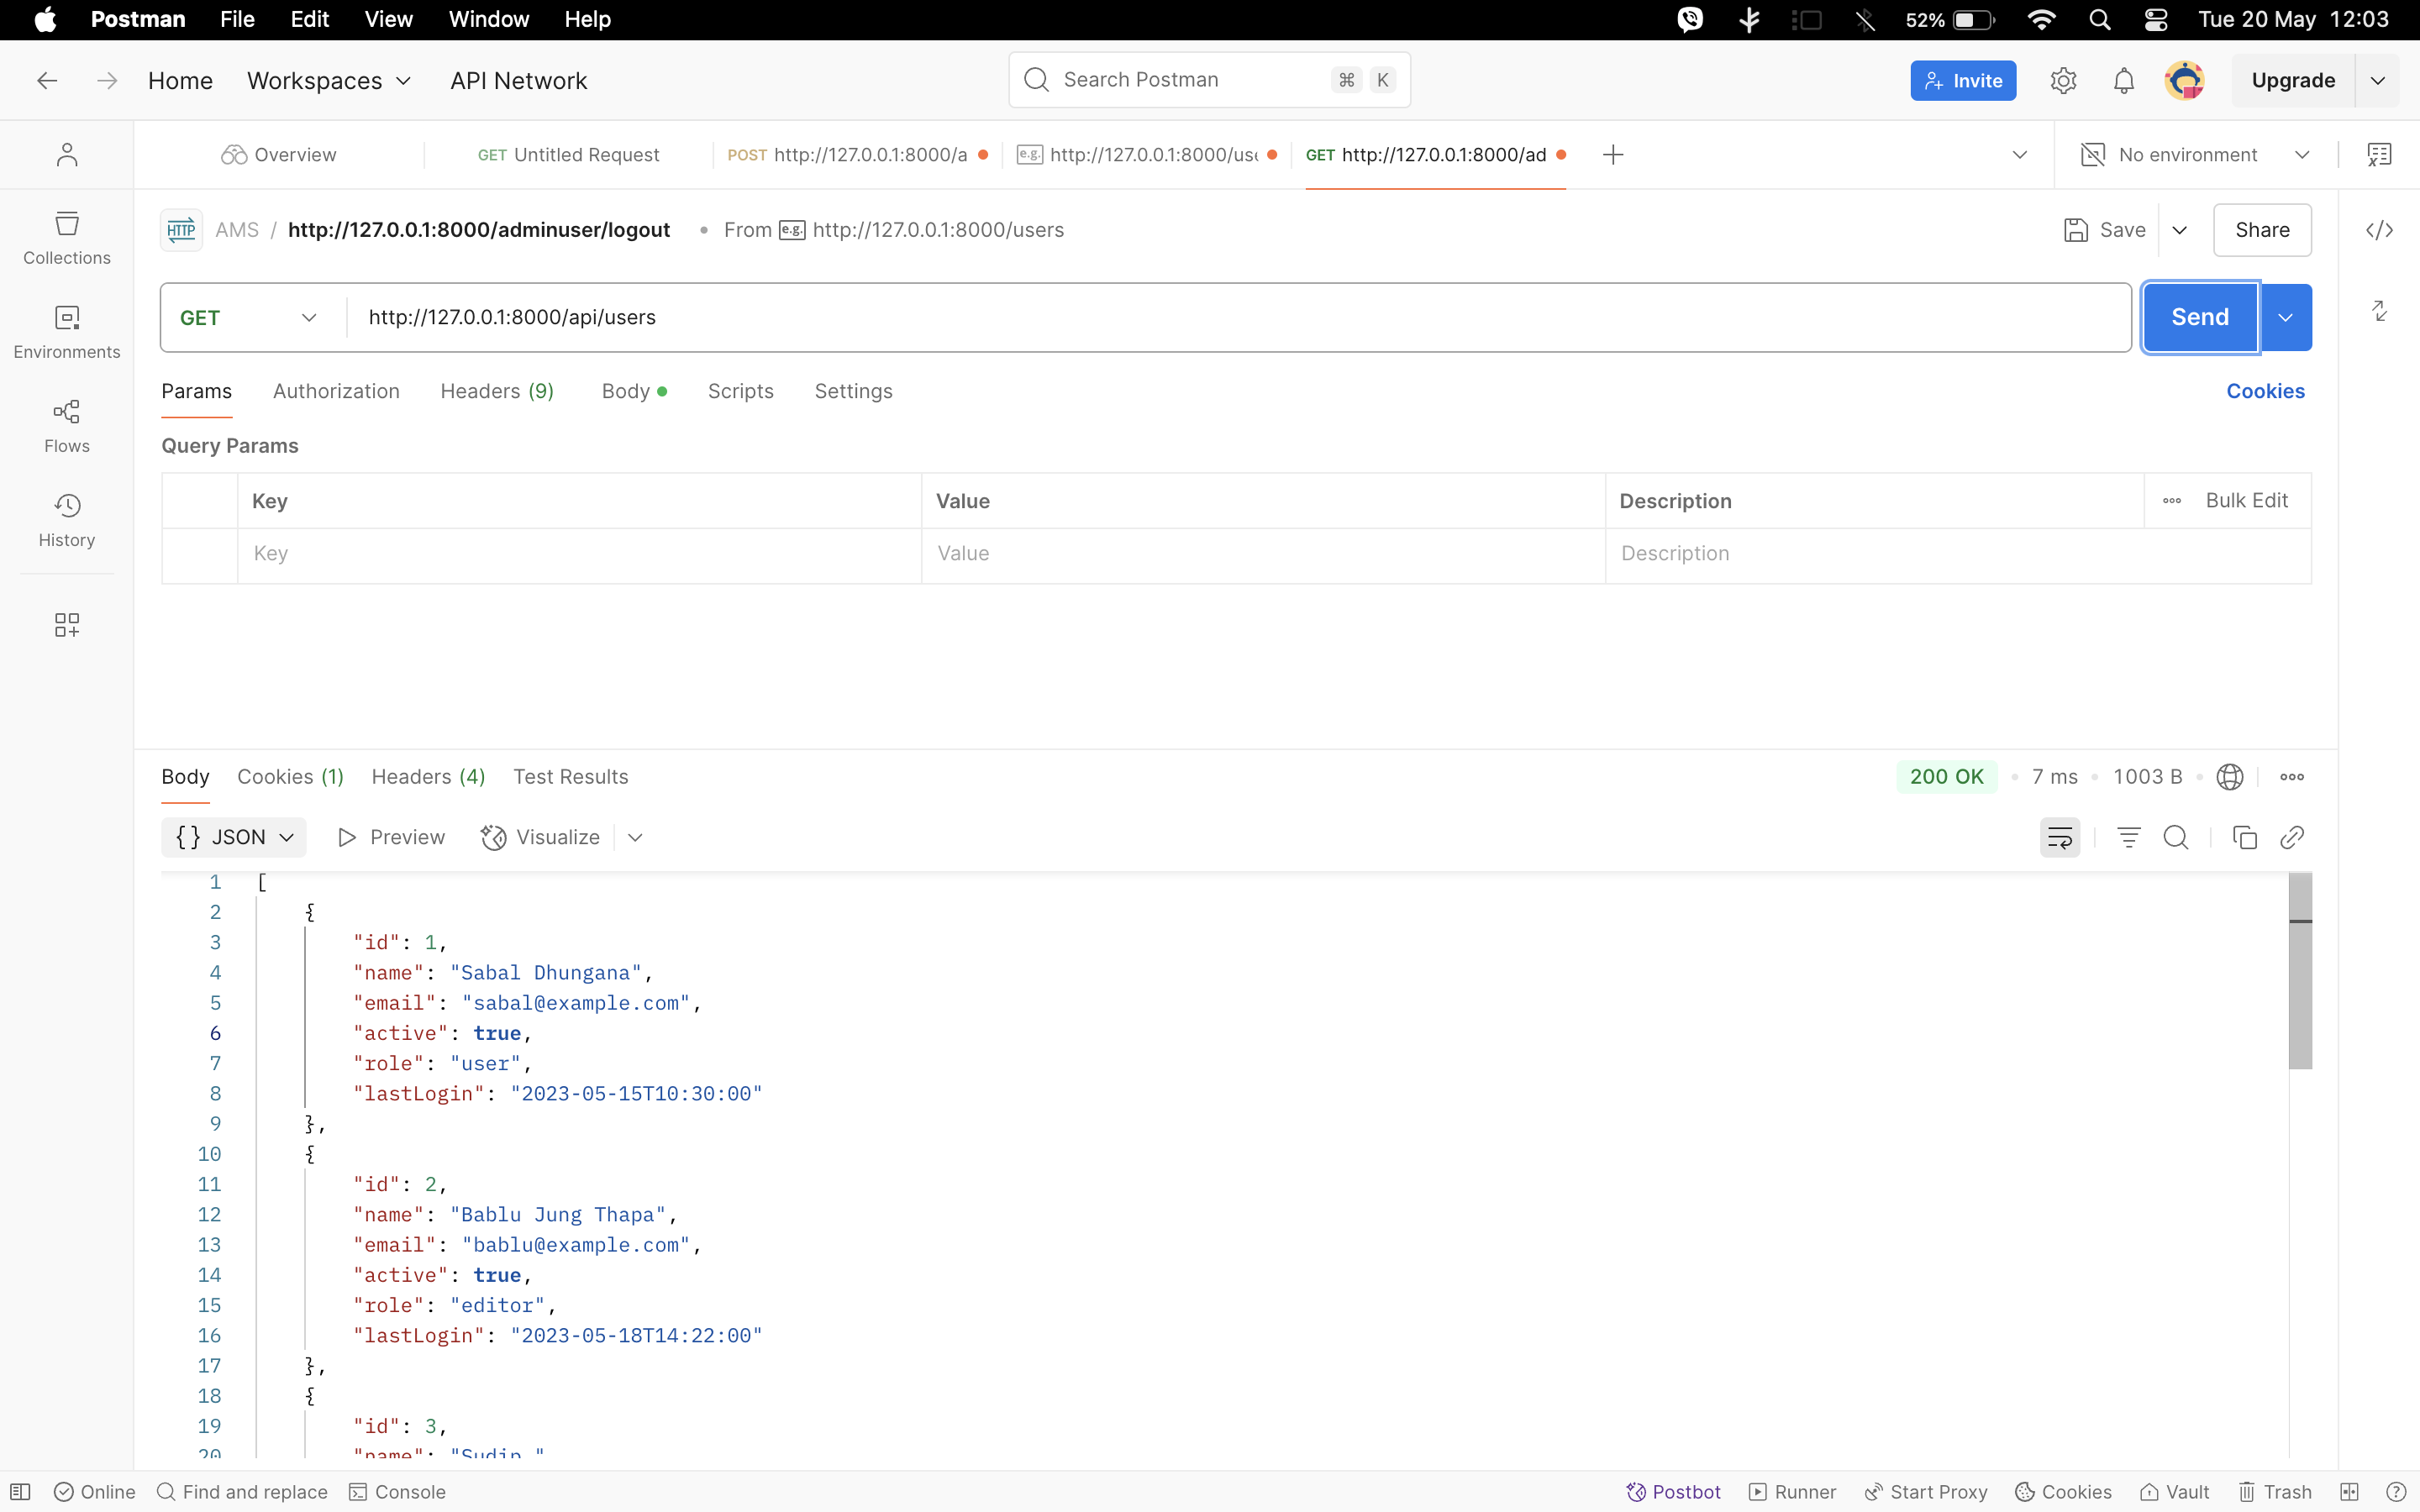 Postman File Edit View Window Help 52% Tue 20 May 12:03
Home Workspaces API Network Search Postman ⌘ K Invite Upgrade
Overview GET Untitled Request POST http://127.0.0.1:8000/a e.g. http://127.0.0.1:8000/use GET http://127.0.0.1:8000/ad No environment
HTTP AMS / http://127.0.0.1:8000/adminuser/logout • From e.g. http://127.0.0.1:8000/users Save Share
Collections
Environments
Flows
History
GET http://127.0.0.1:8000/api/users Send
Params Authorization Headers (9) Body Scripts Settings Cookies
Query Params
Key Value Description Bulk Edit
Key Value Description
Body Cookies (1) Headers (4) Test Results 200 OK • 7 ms • 1003 B
{} JSON Preview Visualize
1 [
2 {
3 "id": 1,
4 "name": "Sabal Dhungana",
5 "email": "sabal@example.com",
6 "active": true,
7 "role": "user",
8 "lastLogin": "2023-05-15T10:30:00"
9 },
10 {
11 "id": 2,
12 "name": "Bablu Jung Thapa",
13 "email": "bablu@example.com",
14 "active": true,
15 "role": "editor",
16 "lastLogin": "2023-05-18T14:22:00"
17 },
18 {
19 "id": 3,
20 "name": "Sudip "
Online Find and replace Console Postbot Runner Start Proxy Cookies Vault Trash